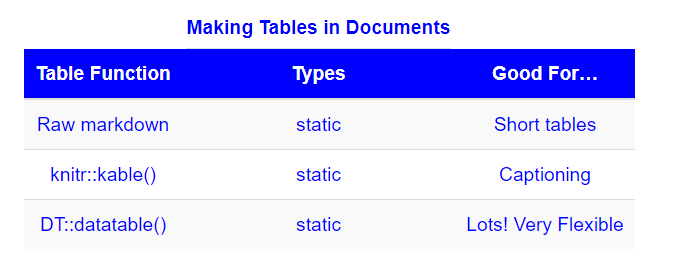 Making Tables in Documents
Table Function Types Good For…
Raw markdown static Short tables
knitr::kable() static Captioning
DT::datatable() static Lots! Very Flexible